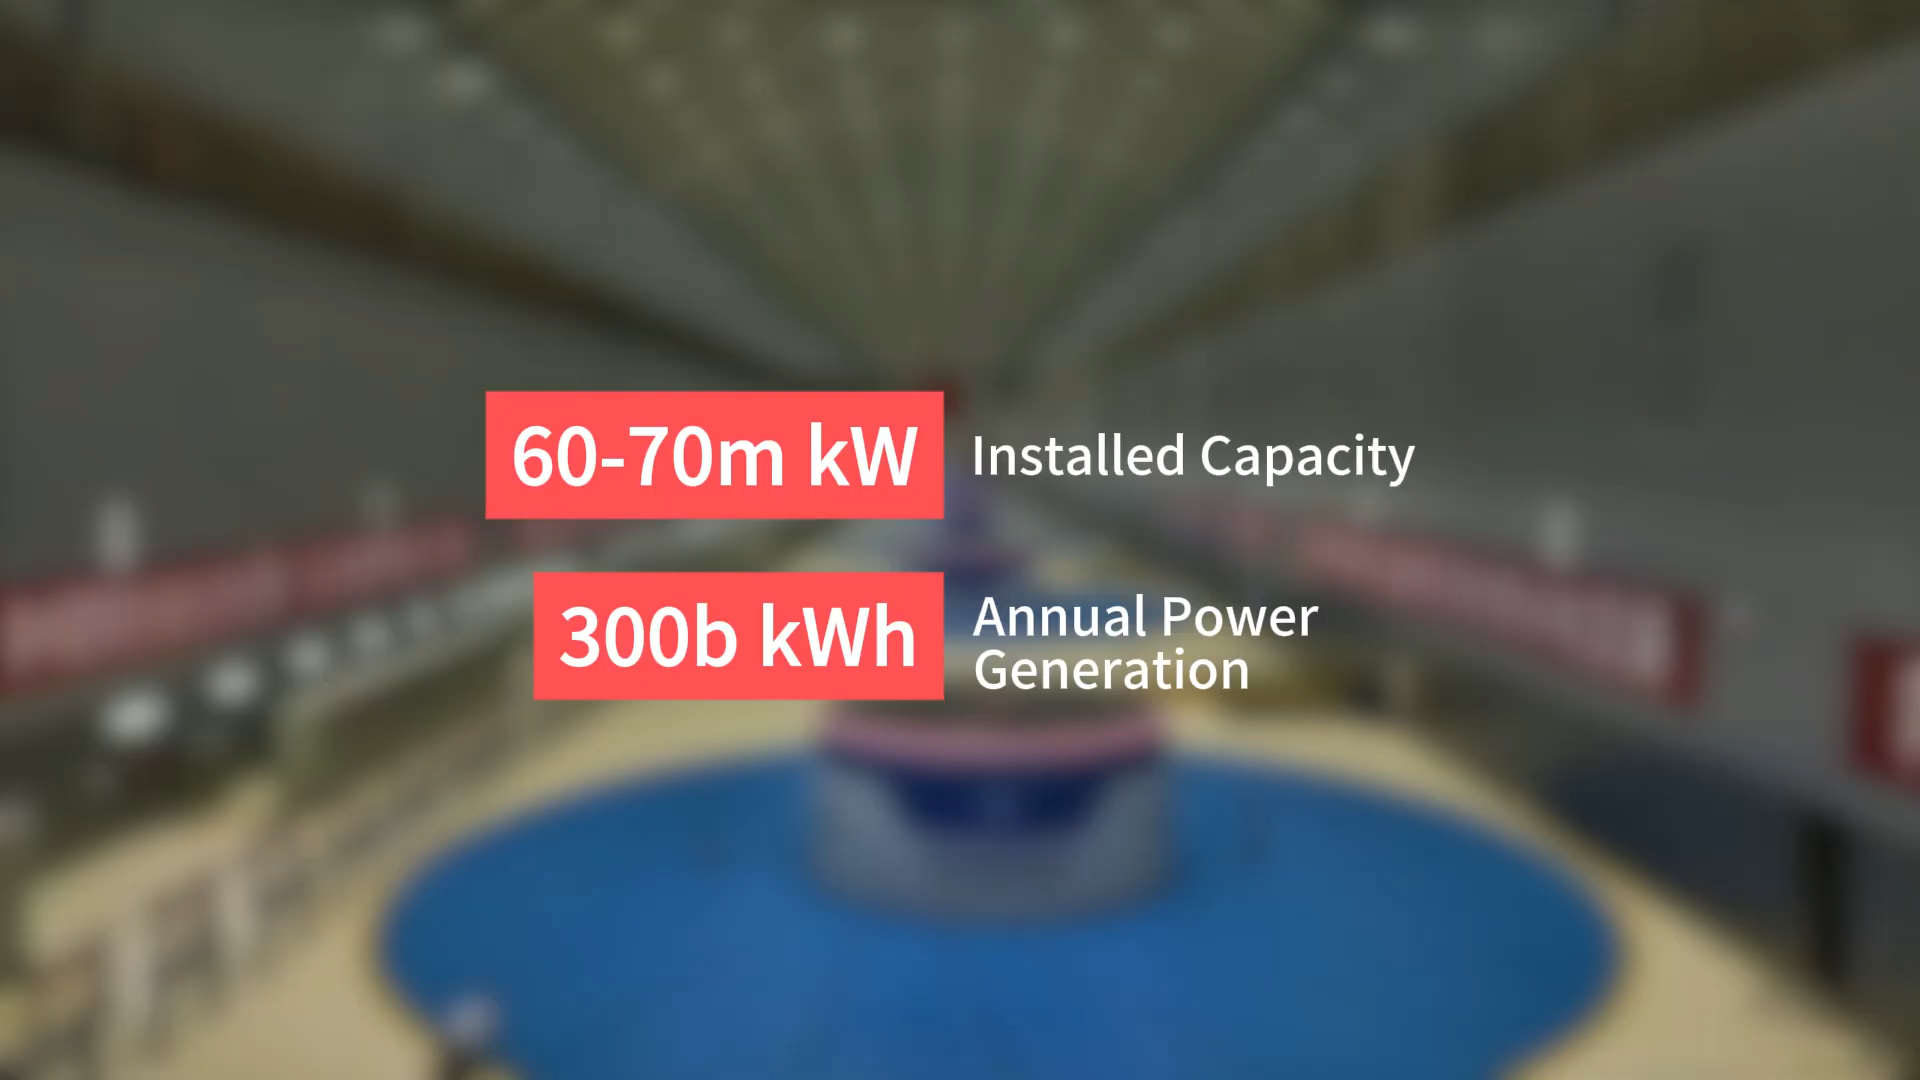 60-70m kW
Installed Capacity
300b kWh
Annual Power
Generation